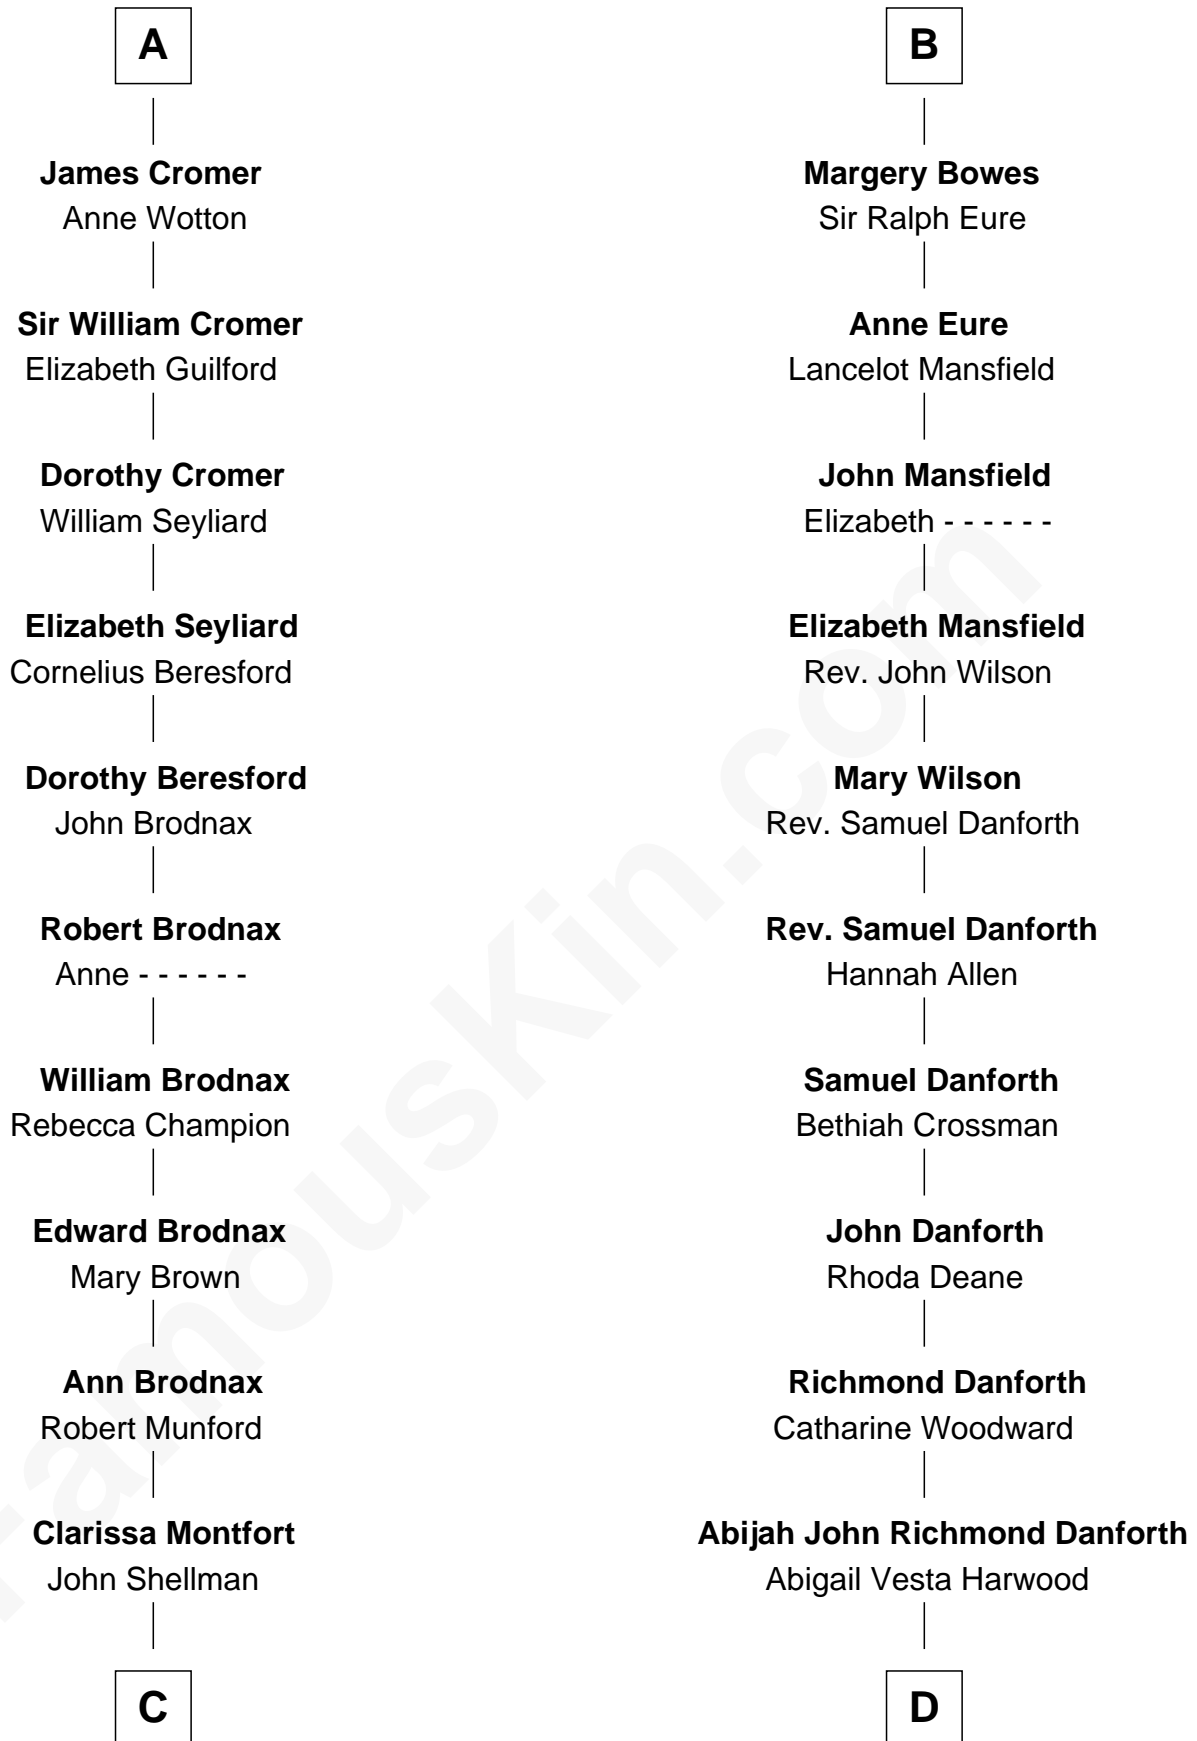 A
James Cromer
Anne Wotton
Sir William Cromer
Elizabeth Guilford
Dorothy Cromer
William Seyliard
Elizabeth Seyliard
Cornelius Beresford
Dorothy Beresford
John Brodnax
Robert Brodnax
Anne - - - - - -
William Brodnax
Rebecca Champion
Edward Brodnax
Mary Brown
Ann Brodnax
Robert Munford
Clarissa Montfort
John Shellman
C
B
Margery Bowes
Sir Ralph Eure
Anne Eure
Lancelot Mansfield
John Mansfield
Elizabeth - - - - - -
Elizabeth Mansfield
Rev. John Wilson
Mary Wilson
Rev. Samuel Danforth
Rev. Samuel Danforth
Hannah Allen
Samuel Danforth
Bethiah Crossman
John Danforth
Rhoda Deane
Richmond Danforth
Catharine Woodward
Abijah John Richmond Danforth
Abigail Vesta Harwood
D
FamousKin.com